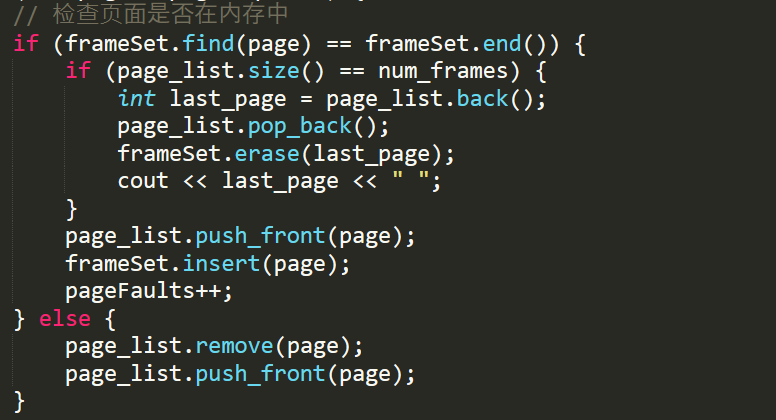 // 检查页面是否在内存中
if (frameSet.find(page) == frameSet.end()) {
    if (page_list.size() == num_frames) {
        int last_page = page_list.back();
        page_list.pop_back();
        frameSet.erase(last_page);
        cout << last_page << " ";
    }
    page_list.push_front(page);
    frameSet.insert(page);
    pageFaults++;
} else {
    page_list.remove(page);
    page_list.push_front(page);
}